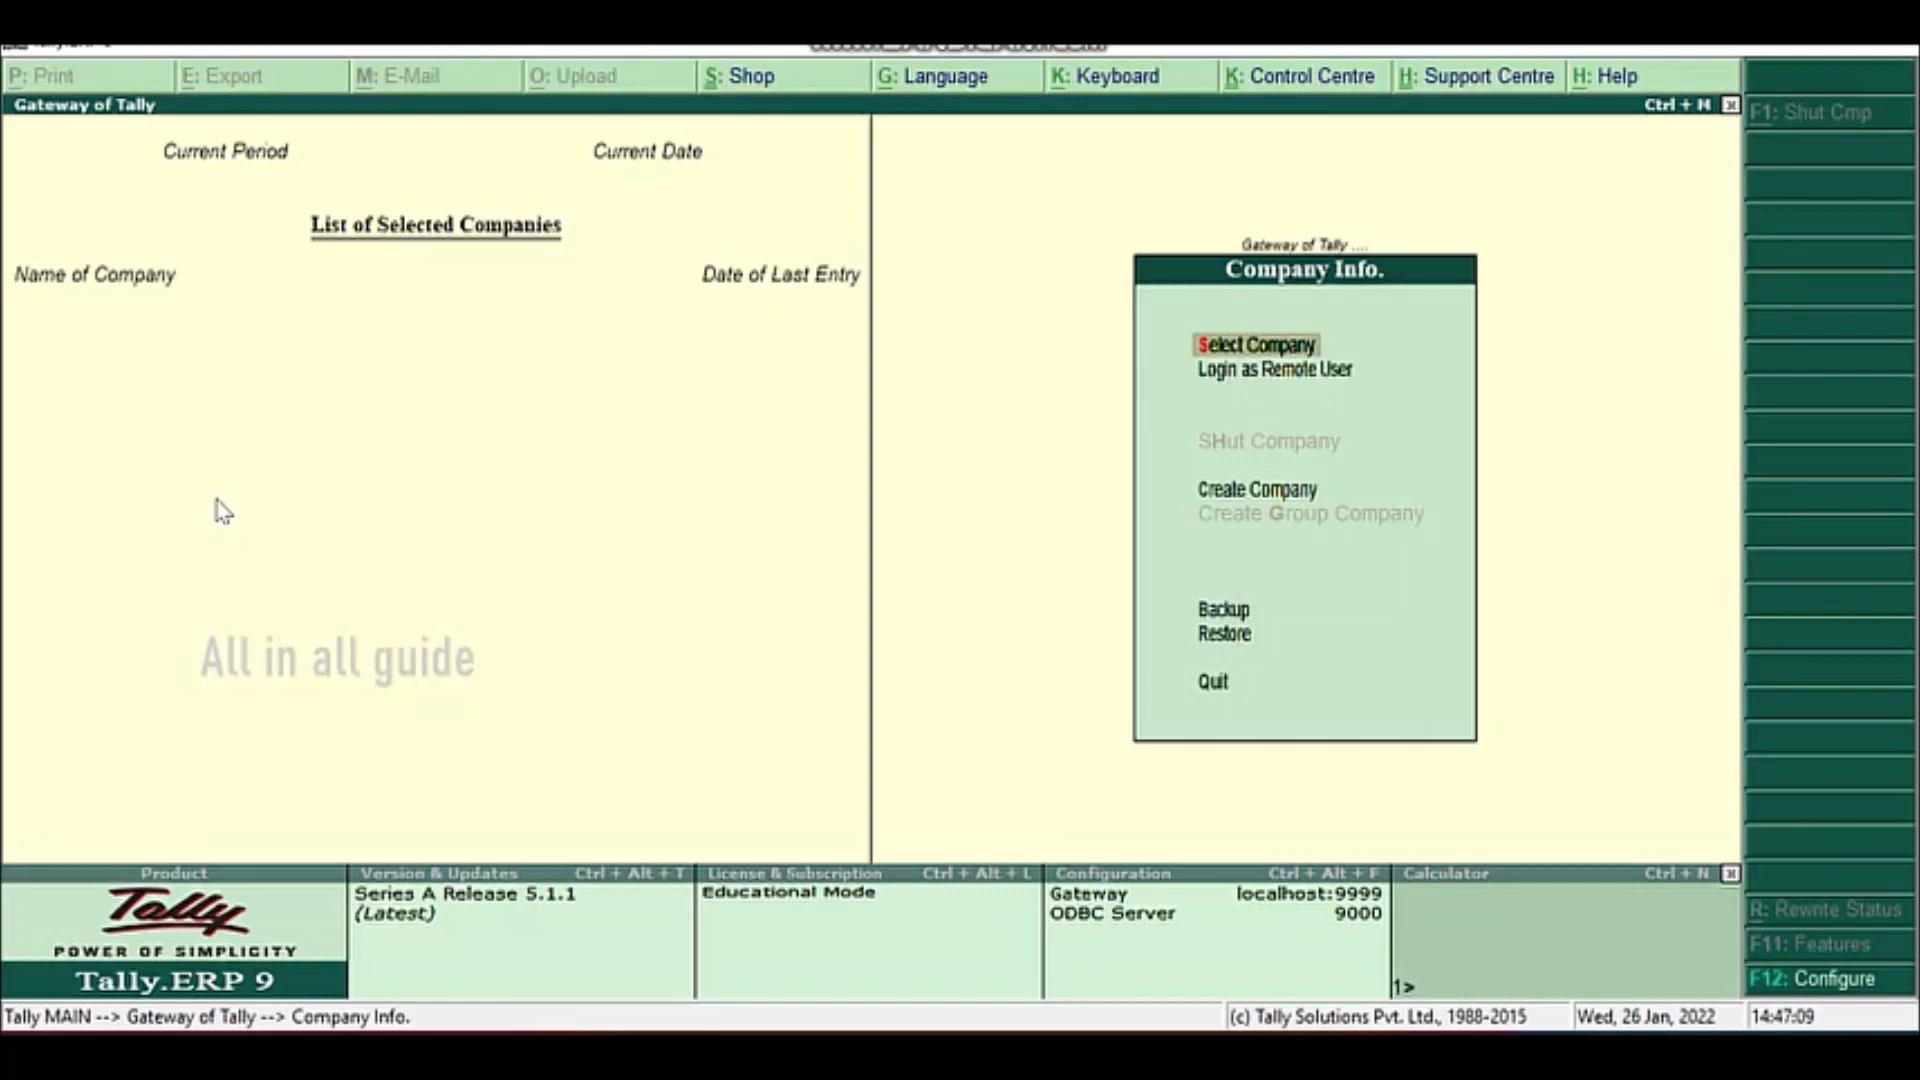 P: Print E: Export M: E-Mail O: Upload S: Shop G: Language K: Keyboard K: Control Centre H: Support Centre H: Help
Gateway of Tally Ctrl + M
F1: Shut Cmp
Current Period Current Date
List of Selected Companies
Name of Company Date of Last Entry
Gateway of Tally ....
Company Info.
Select Company
Login as Remote User
SHut Company
Create Company
Create Group Company
Backup
Restore
Quit
All in all guide
Product Version & Updates Ctrl + Alt + T License & Subscription Ctrl + Alt + L Configuration Ctrl + Alt + F Calculator Ctrl + N
Tally
POWER OF SIMPLICITY
Tally.ERP 9
Series A Release 5.1.1
(Latest)
Educational Mode
Gateway localhost:9999
ODBC Server 9000
1>
R: Rewrite Status
F11: Features
F12: Configure
Tally MAIN --> Gateway of Tally --> Company Info. (c) Tally Solutions Pvt. Ltd., 1988-2015 Wed, 26 Jan, 2022 14:47:09